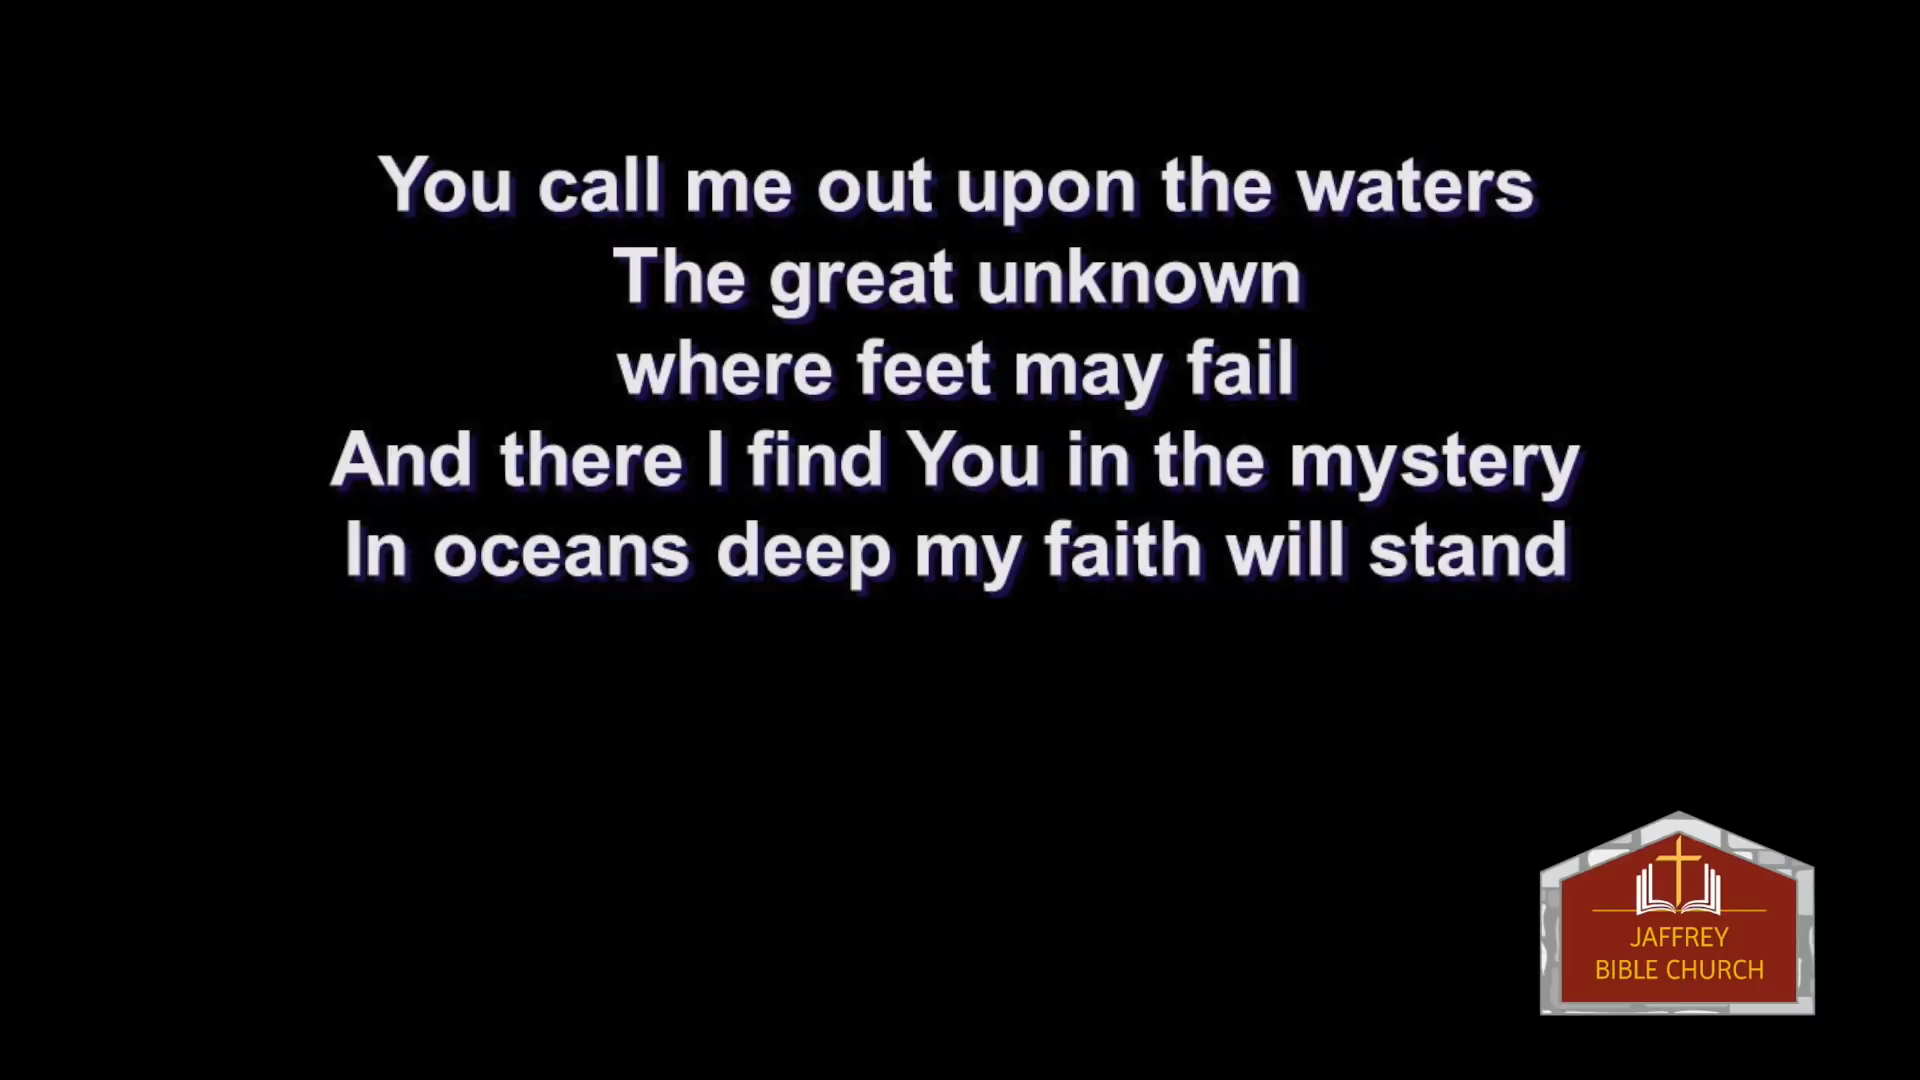 You call me out upon the waters
The great unknown
where feet may fail
And there I find You in the mystery
In oceans deep my faith will stand
JAFFREY
BIBLE CHURCH